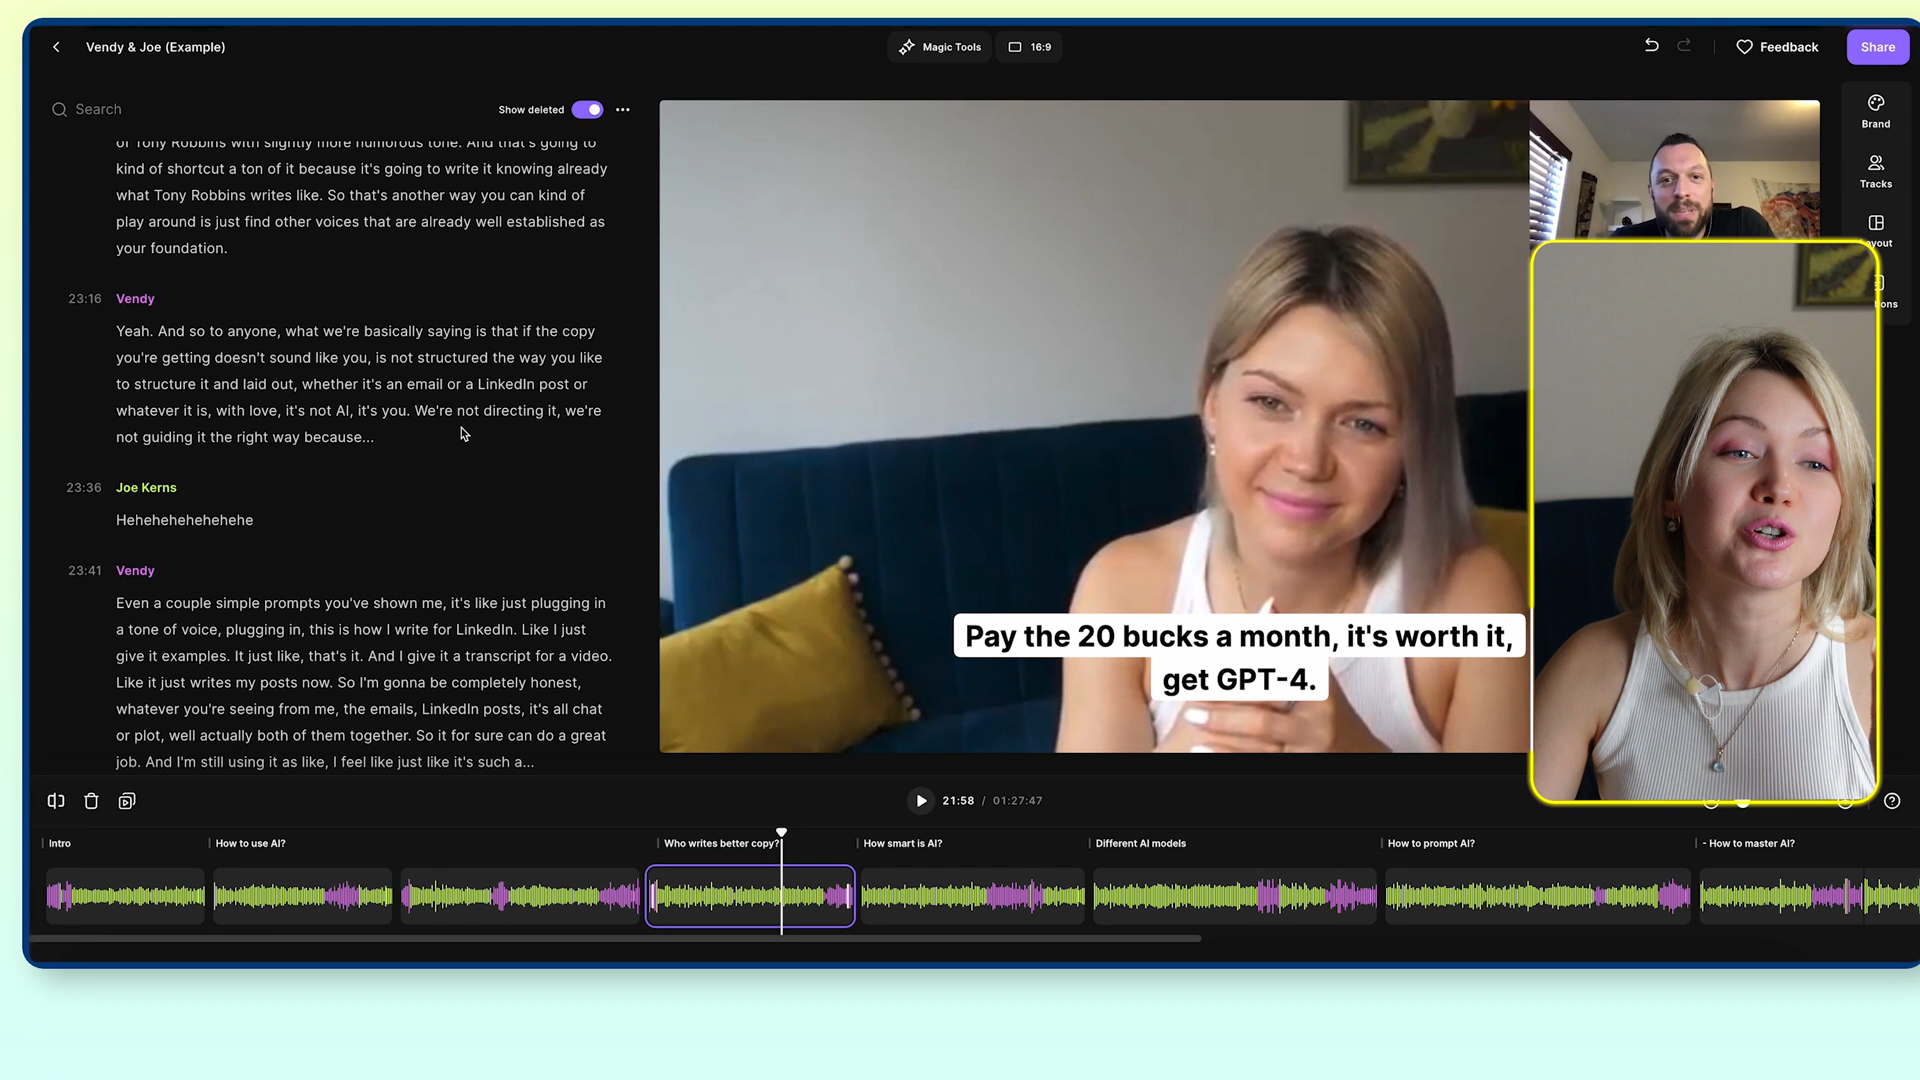 Vendy & Joe (Example)
Magic Tools
16:9
Feedback
Share
Search
Show deleted
of Tony Robbins with slightly more humorous tone. And that's going to
kind of shortcut a ton of it because it's going to write it knowing already
what Tony Robbins writes like. So that's another way you can kind of
play around is just find other voices that are already well established as
your foundation.
23:16
Vendy
Yeah. And so to anyone, what we're basically saying is that if the copy
you're getting doesn't sound like you, is not structured the way you like
to structure it and laid out, whether it's an email or a LinkedIn post or
whatever it is, with love, it's not AI, it's you. We're not directing it, we're
not guiding it the right way because...
23:36
Joe Kerns
Hehehehehehehehe
23:41
Vendy
Even a couple simple prompts you've shown me, it's like just plugging in
a tone of voice, plugging in, this is how I write for LinkedIn. Like I just
give it examples. It just like, that's it. And I give it a transcript for a video.
Like it just writes my posts now. So I'm gonna be completely honest,
whatever you're seeing from me, the emails, LinkedIn posts, it's all chat
or plot, well actually both of them together. So it for sure can do a great
job. And I'm still using it as like, I feel like just like it's such a...
Pay the 20 bucks a month, it's worth it,
get GPT-4.
Brand
Tracks
21:58 / 01:27:47
Intro
How to use AI?
Who writes better copy?
How smart is AI?
Different AI models
How to prompt AI?
- How to master AI?